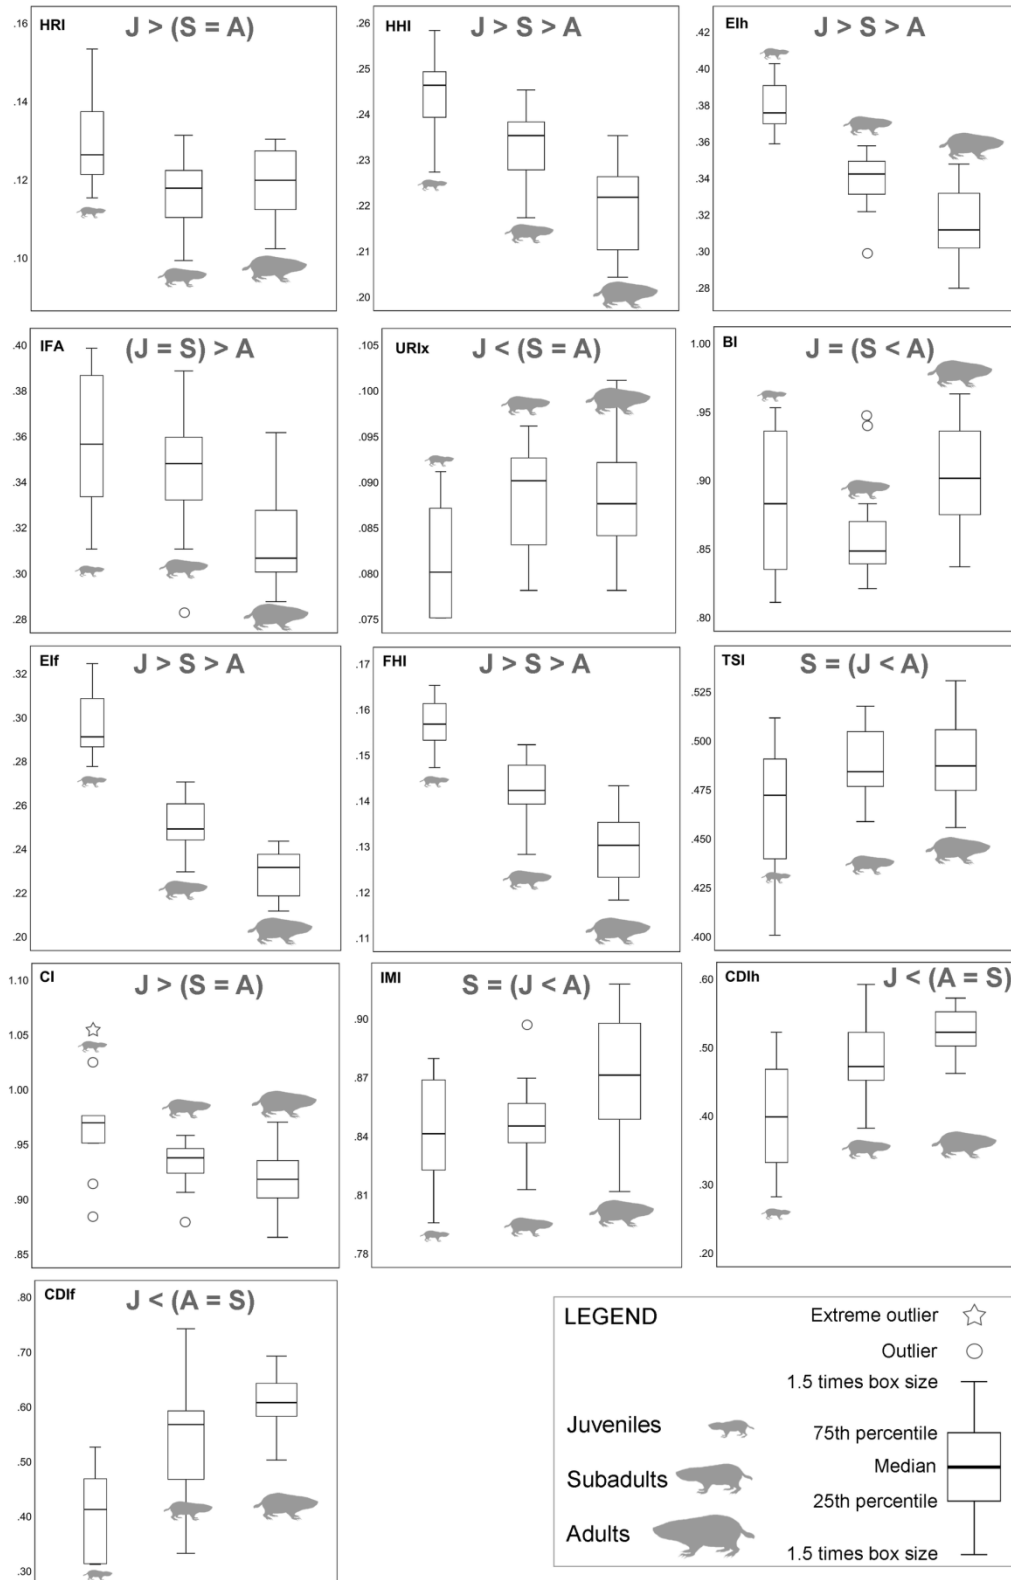 HRI
J > (S = A)
.16
.14
.12
.10
HHI
J > S > A
.26
.25
.24
.23
.22
.21
.20
EIh
J > S > A
.42
.40
.38
.36
.34
.32
.30
.28
IFA
(J = S) > A
.40
.38
.36
.34
.32
.30
.28
URIx
J < (S = A)
.105
.100
.095
.090
.085
.080
.075
BI
J = (S < A)
1.00
.95
.90
.85
.80
EIf
J > S > A
.32
.30
.28
.26
.24
.22
.20
FHI
J > S > A
.17
.16
.15
.14
.13
.12
.11
TSI
S = (J < A)
.525
.500
.475
.450
.425
.400
CI
J > (S = A)
1.10
1.05
1.00
.95
.90
.85
IMI
S = (J < A)
.90
.87
.84
.81
.78
CDIh
J < (A = S)
.60
.50
.40
.30
.20
CDIf
J < (A = S)
.80
.70
.60
.50
.40
.30
LEGEND
Extreme outlier
Outlier
1.5 times box size
75th percentile
Median
25th percentile
1.5 times box size
Juveniles
Subadults
Adults